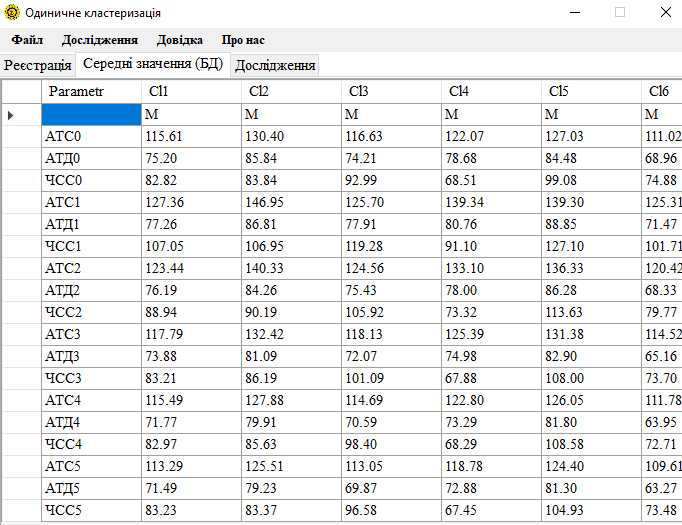 Одиничне кластеризація
Файл Дослідження Довідка Про нас
Реєстрація Середні значення (БД) Дослідження
Parametr Cl1 Cl2 Cl3 Cl4 Cl5 Cl6
M M M M M M
АТС0 115.61 130.40 116.63 122.07 127.03 111.02
АТД0 75.20 85.84 74.21 78.68 84.48 68.96
ЧСС0 82.82 83.84 92.99 68.51 99.08 74.88
АТС1 127.36 146.95 125.70 139.34 139.30 125.31
АТД1 77.26 86.81 77.91 80.76 88.85 71.47
ЧСС1 107.05 106.95 119.28 91.10 127.10 101.71
АТС2 123.44 140.33 124.56 133.10 136.33 120.42
АТД2 76.19 84.26 75.43 78.00 86.28 68.33
ЧСС2 88.94 90.19 105.92 73.32 113.63 79.77
АТС3 117.79 132.42 118.13 125.39 131.38 114.52
АТД3 73.88 81.09 72.07 74.98 82.90 65.16
ЧСС3 83.21 86.19 101.09 67.88 108.00 73.70
АТС4 115.49 127.88 114.69 122.80 126.05 111.78
АТД4 71.77 79.91 70.59 73.29 81.80 63.95
ЧСС4 82.97 85.63 98.40 68.29 108.58 72.71
АТС5 113.29 125.51 113.05 118.78 124.40 109.61
АТД5 71.49 79.23 69.87 72.88 81.30 63.27
ЧСС5 83.23 83.37 96.58 67.45 104.93 73.48